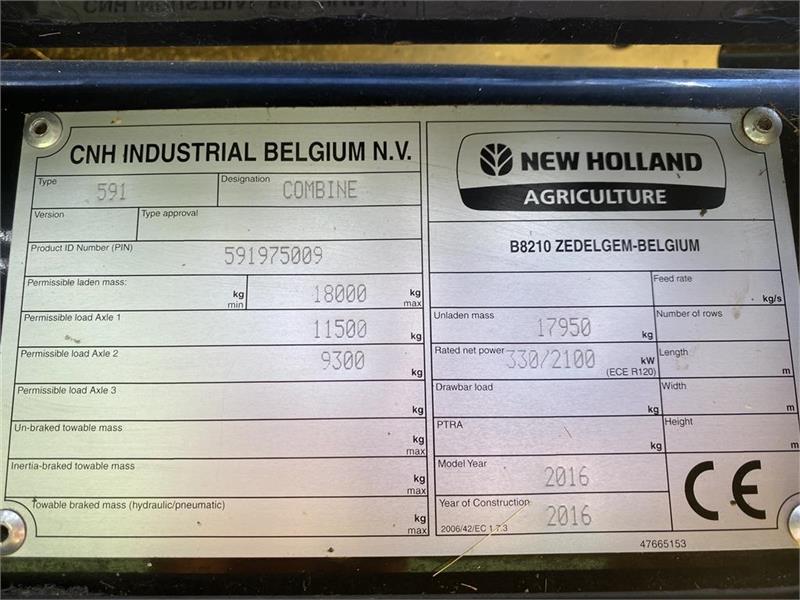 CNH INDUSTRIAL BELGIUM N.V.
Type 591 Designation COMBINE
Version Type approval
Product ID Number (PIN) 591975009
Permissible laden mass: kg min 18000 kg max
Permissible load Axle 1 11500 kg
Permissible load Axle 2 9300 kg
Permissible load Axle 3 kg
Un-braked towable mass kg max
Inertia-braked towable mass kg max
Towable braked mass (hydraulic/pneumatic) kg max
NEW HOLLAND
AGRICULTURE
B8210 ZEDELGEM-BELGIUM
Feed rate kg/s
Unladen mass 17950 kg Number of rows
Rated net power 330/2100 kW (ECE R120) Length m
Drawbar load kg Width m
PTRA kg Height m
Model Year 2016
Year of Construction 2016
2006/42/EC 1.7.3
CE
47665153